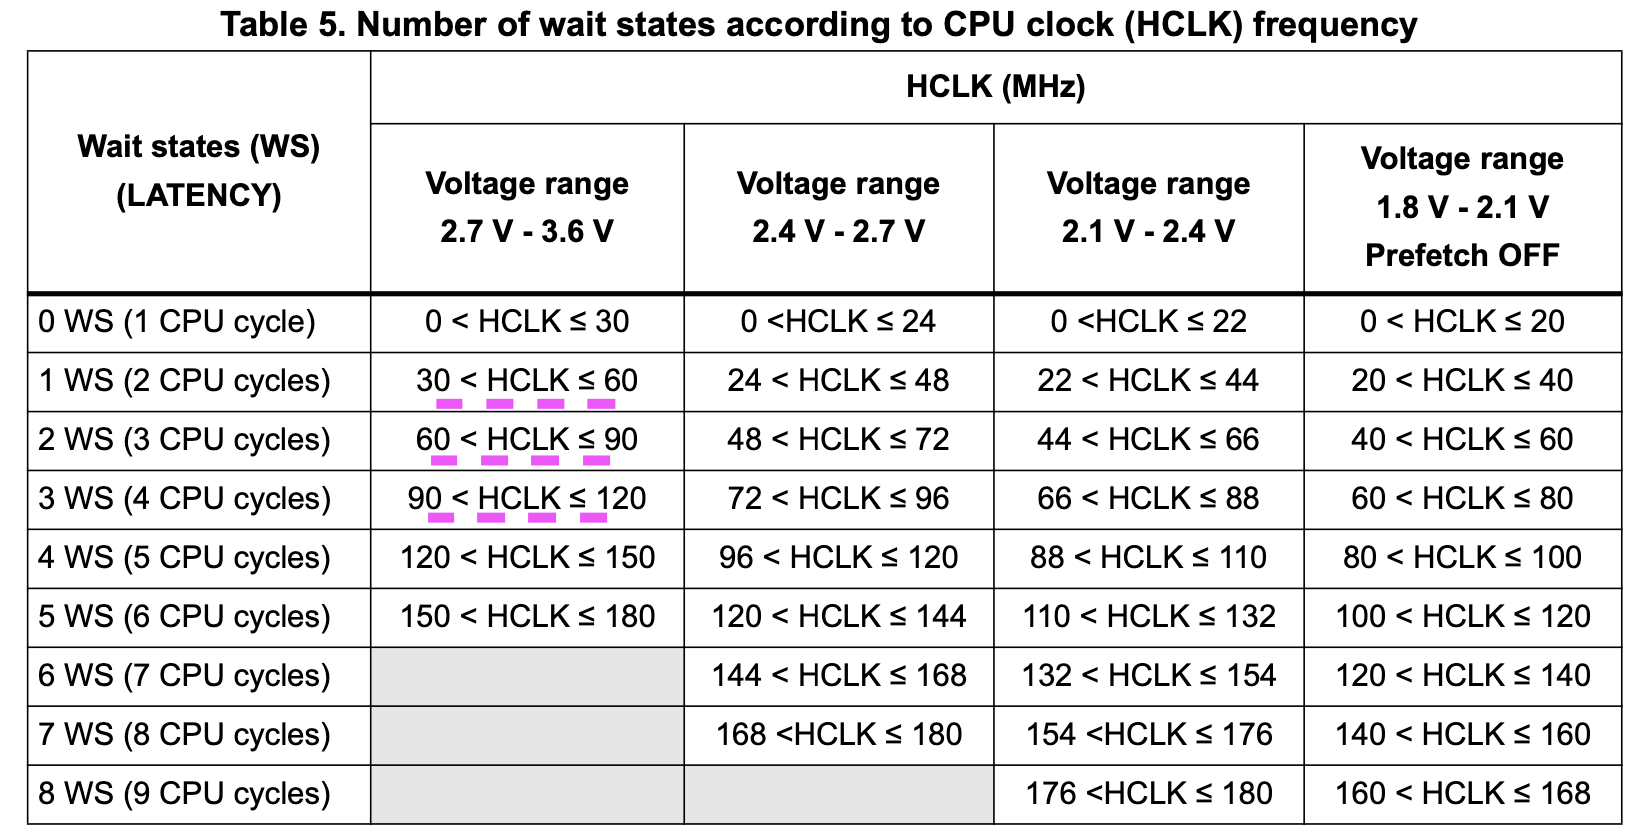 Table 5. Number of wait states according to CPU clock (HCLK) frequency
Wait states (WS)
(LATENCY)
HCLK (MHz)
Voltage range
2.7 V - 3.6 V
Voltage range
2.4 V - 2.7 V
Voltage range
2.1 V - 2.4 V
Voltage range
1.8 V - 2.1 V
Prefetch OFF
0 WS (1 CPU cycle) 0 < HCLK ≤ 30 0 <HCLK ≤ 24 0 <HCLK ≤ 22 0 < HCLK ≤ 20
1 WS (2 CPU cycles) 30 < HCLK ≤ 60 24 < HCLK ≤ 48 22 < HCLK ≤ 44 20 < HCLK ≤ 40
2 WS (3 CPU cycles) 60 < HCLK ≤ 90 48 < HCLK ≤ 72 44 < HCLK ≤ 66 40 < HCLK ≤ 60
3 WS (4 CPU cycles) 90 < HCLK ≤ 120 72 < HCLK ≤ 96 66 < HCLK ≤ 88 60 < HCLK ≤ 80
4 WS (5 CPU cycles) 120 < HCLK ≤ 150 96 < HCLK ≤ 120 88 < HCLK ≤ 110 80 < HCLK ≤ 100
5 WS (6 CPU cycles) 150 < HCLK ≤ 180 120 < HCLK ≤ 144 110 < HCLK ≤ 132 100 < HCLK ≤ 120
6 WS (7 CPU cycles) 144 < HCLK ≤ 168 132 < HCLK ≤ 154 120 < HCLK ≤ 140
7 WS (8 CPU cycles) 168 <HCLK ≤ 180 154 <HCLK ≤ 176 140 < HCLK ≤ 160
8 WS (9 CPU cycles) 176 <HCLK ≤ 180 160 < HCLK ≤ 168